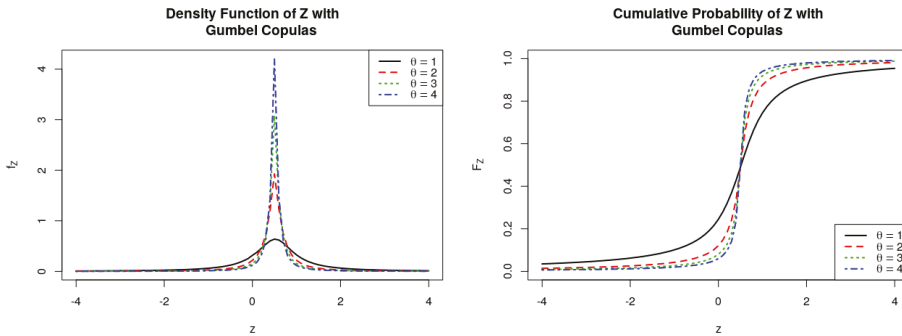 Density Function of Z with
Gumbel Copulas
fZ
4
3
2
1
0
-4 -2 0 2 4
z
θ = 1
θ = 2
θ = 3
θ = 4
Cumulative Probability of Z with
Gumbel Copulas
FZ
1.0
0.8
0.6
0.4
0.2
0.0
-4 -2 0 2 4
z
θ = 1
θ = 2
θ = 3
θ = 4